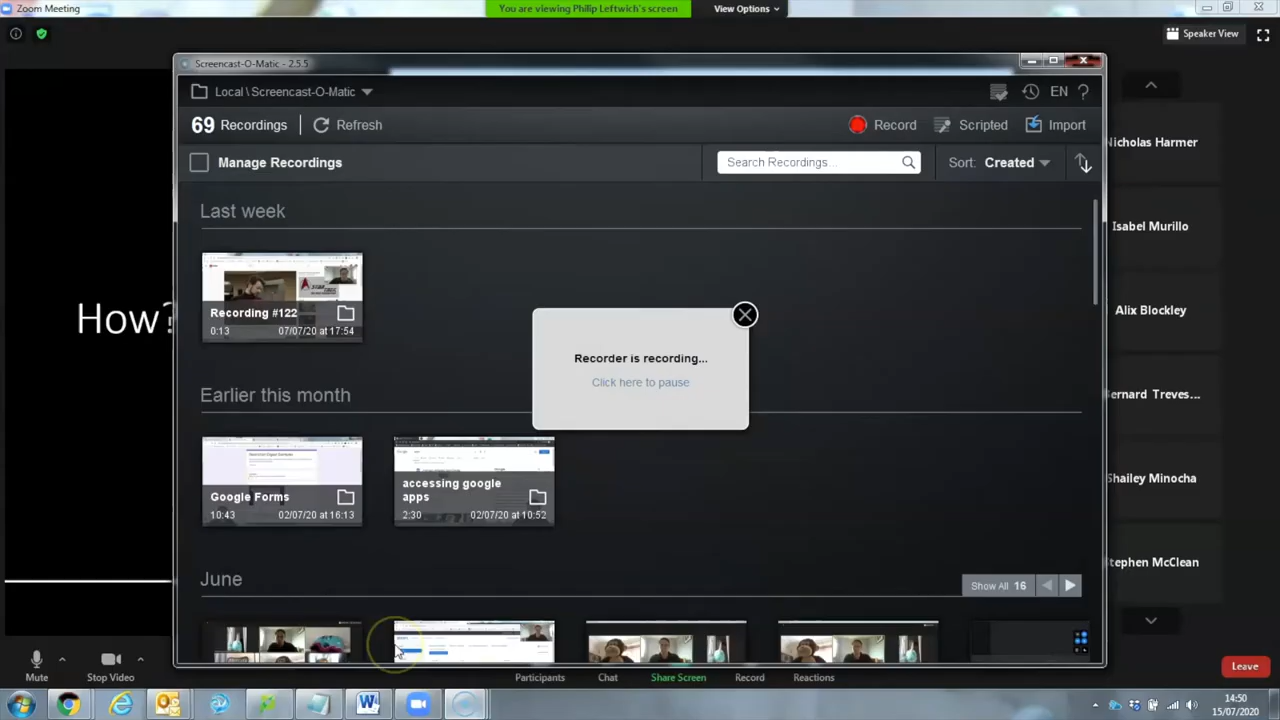 Zoom Meeting
You are viewing Philip Leftwich's screen
View Options
Speaker View
Screencast-O-Matic - 2.5.5
Local \ Screencast-O-Matic
EN ?
69 Recordings
Refresh
Record
Scripted
Import
Manage Recordings
Search Recordings...
Sort: Created
Last week
Recording #122
0:13 07/07/20 at 17:54
Recorder is recording...
Click here to pause
How?
Earlier this month
Google Forms
10:43 02/07/20 at 16:13
accessing google
apps
2:30 02/07/20 at 10:52
June
Show All 16
Nicholas Harmer
Isabel Murillo
Alix Blockley
ernard Treves...
Shailey Minocha
tephen McClean
Mute
Stop Video
Participants
Chat
Share Screen
Record
Reactions
Leave
14:50
15/07/2020